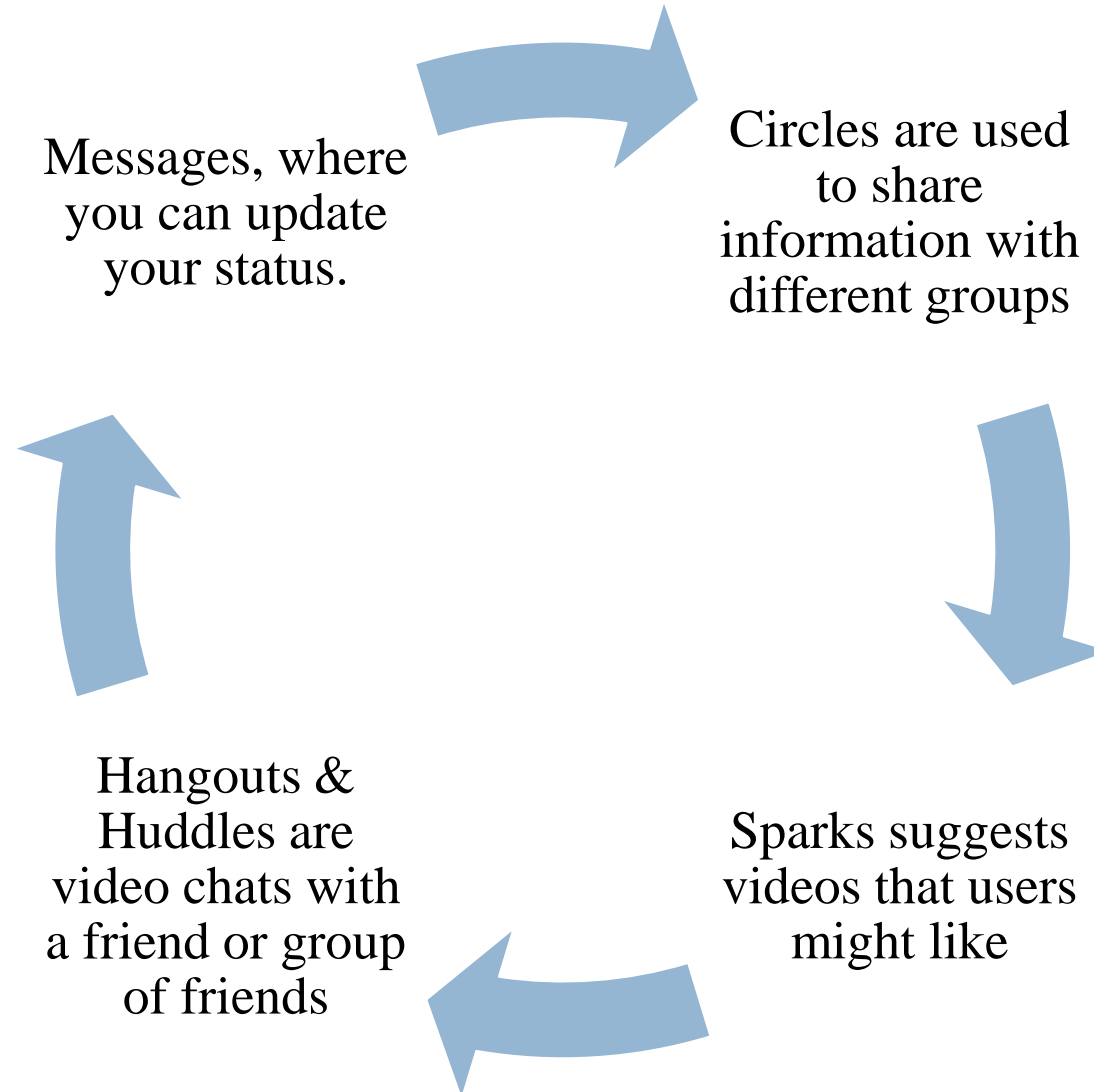 Messages, where
you can update
your status.
Circles are used
to share
information with
different groups
Sparks suggests
videos that users
might like
Hangouts &
Huddles are
video chats with
a friend or group
of friends